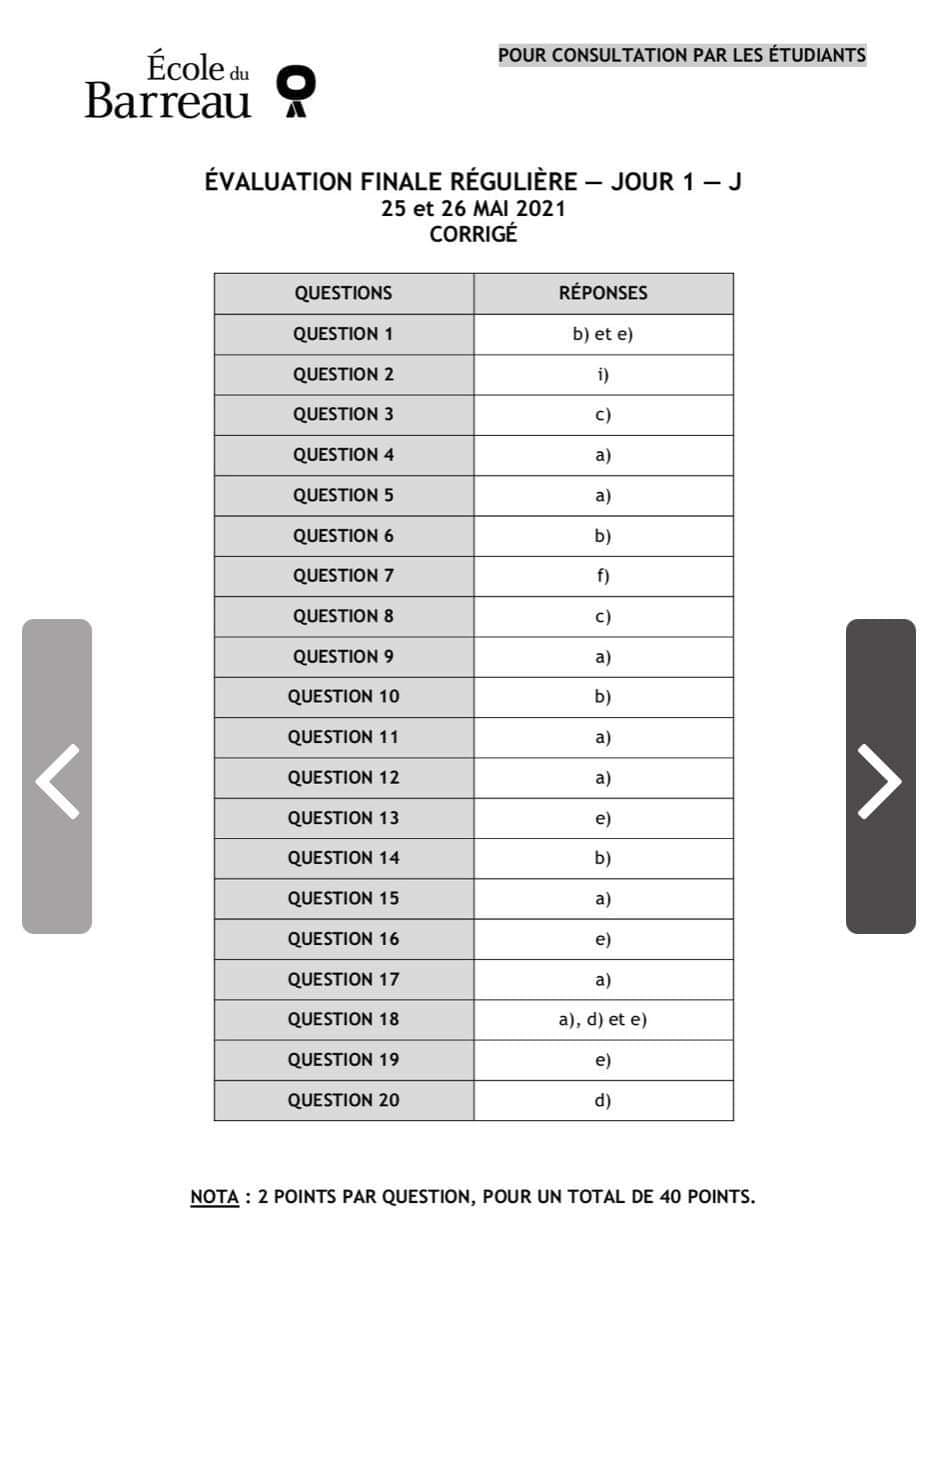 École du
Barreau
POUR CONSULTATION PAR LES ÉTUDIANTS
ÉVALUATION FINALE RÉGULIÈRE — JOUR 1 — J
25 et 26 MAI 2021
CORRIGÉ
QUESTIONS RÉPONSES
QUESTION 1 b) et e)
QUESTION 2 i)
QUESTION 3 c)
QUESTION 4 a)
QUESTION 5 a)
QUESTION 6 b)
QUESTION 7 f)
QUESTION 8 c)
QUESTION 9 a)
QUESTION 10 b)
QUESTION 11 a)
QUESTION 12 a)
QUESTION 13 e)
QUESTION 14 b)
QUESTION 15 a)
QUESTION 16 e)
QUESTION 17 a)
QUESTION 18 a), d) et e)
QUESTION 19 e)
QUESTION 20 d)
NOTA : 2 POINTS PAR QUESTION, POUR UN TOTAL DE 40 POINTS.